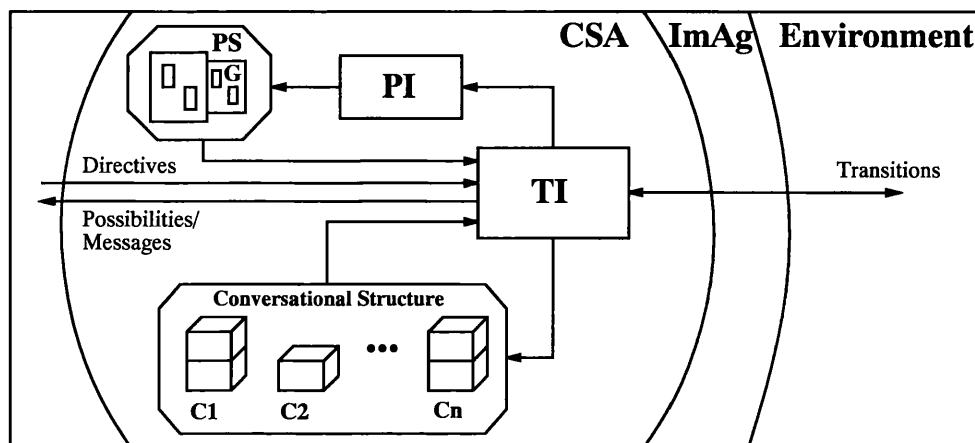 CSA ImAg Environment
PS
G
PI
TI
Directives
Possibilities/
Messages
Transitions
Conversational Structure
•••
C1 C2 Cn